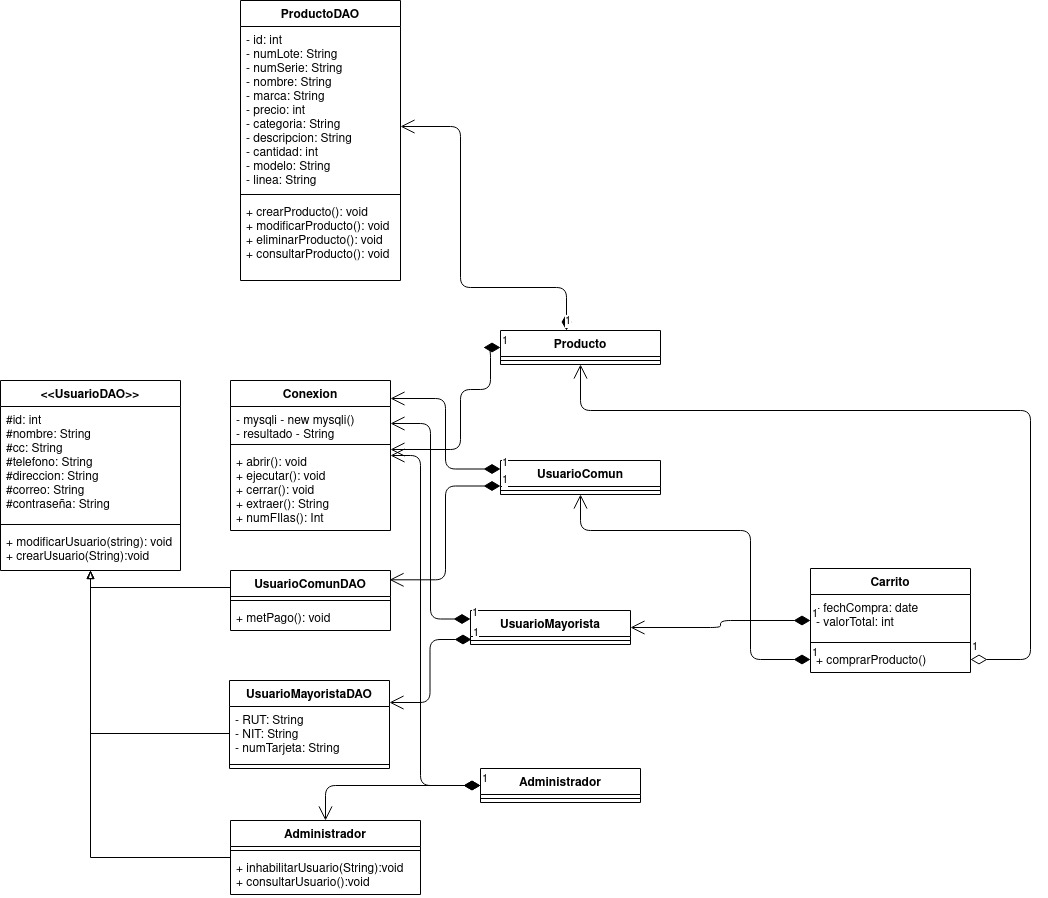 ProductoDAO
- id: int
- numLote: String
- numSerie: String
- nombre: String
- marca: String
- precio: int
- categoria: String
- descripcion: String
- cantidad: int
- modelo: String
- linea: String
+ crearProducto(): void
+ modificarProducto(): void
+ eliminarProducto(): void
+ consultarProducto(): void
1
Producto
1
<<UsuarioDAO>>
#id: int
#nombre: String
#cc: String
#telefono: String
#direccion: String
#correo: String
#contraseña: String
+ modificarUsuario(string): void
+ crearUsuario(String):void
Conexion
- mysqli - new mysqli()
- resultado - String
+ abrir(): void
+ ejecutar(): void
+ cerrar(): void
+ extraer(): String
+ numFIlas(): Int
1
UsuarioComun
1
UsuarioComunDAO
+ metPago(): void
1
UsuarioMayorista
1
Carrito
- fechCompra: date
1
- valorTotal: int
1
+ comprarProducto()
1
UsuarioMayoristaDAO
- RUT: String
- NIT: String
- numTarjeta: String
1
Administrador
Administrador
+ inhabilitarUsuario(String):void
+ consultarUsuario():void